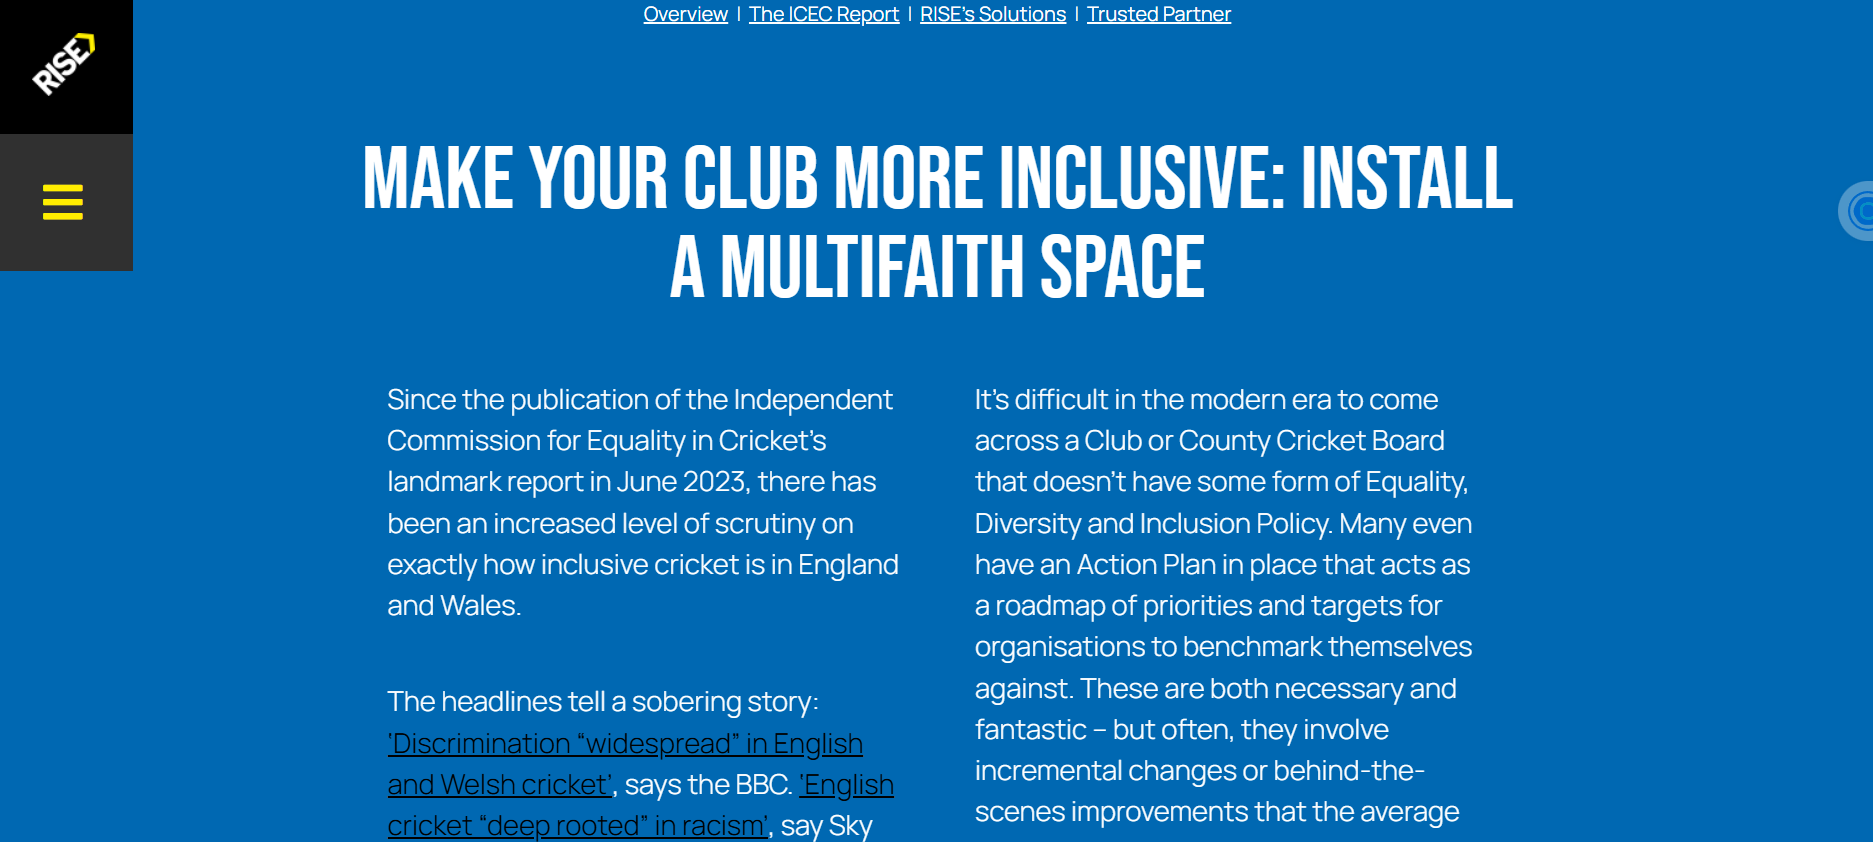 Overview | The ICEC Report | RISE's Solutions | Trusted Partner
RISE
MAKE YOUR CLUB MORE INCLUSIVE: INSTALL
A MULTIFAITH SPACE
Since the publication of the Independent
Commission for Equality in Cricket’s
landmark report in June 2023, there has
been an increased level of scrutiny on
exactly how inclusive cricket is in England
and Wales.
The headlines tell a sobering story:
‘Discrimination “widespread” in English
and Welsh cricket’, says the BBC. ‘English
cricket “deep rooted” in racism’, say Sky
It’s difficult in the modern era to come
across a Club or County Cricket Board
that doesn’t have some form of Equality,
Diversity and Inclusion Policy. Many even
have an Action Plan in place that acts as
a roadmap of priorities and targets for
organisations to benchmark themselves
against. These are both necessary and
fantastic – but often, they involve
incremental changes or behind-the-
scenes improvements that the average